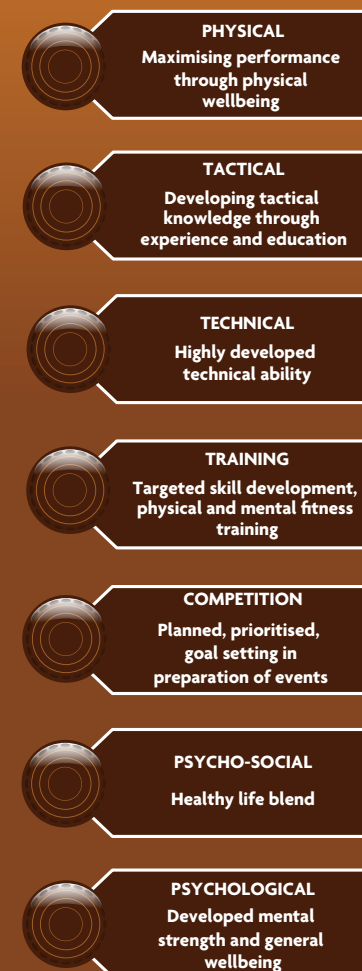 PHYSICAL
Maximising performance
through physical
wellbeing
TACTICAL
Developing tactical
knowledge through
experience and education
TECHNICAL
Highly developed
technical ability
TRAINING
Targeted skill development,
physical and mental fitness
training
COMPETITION
Planned, prioritised,
goal setting in
preparation of events
PSYCHO-SOCIAL
Healthy life blend
PSYCHOLOGICAL
Developed mental
strength and general
wellbeing